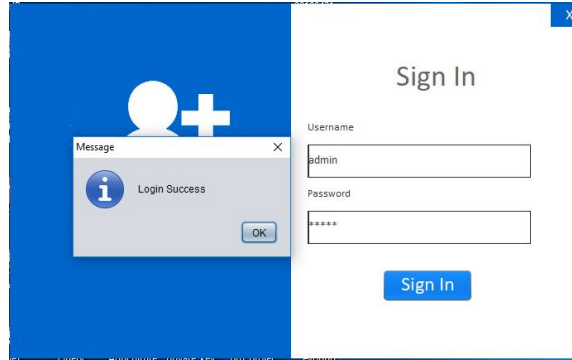 X
Sign In
Username
admin
Password
*****
Sign In
Message
Login Success
OK